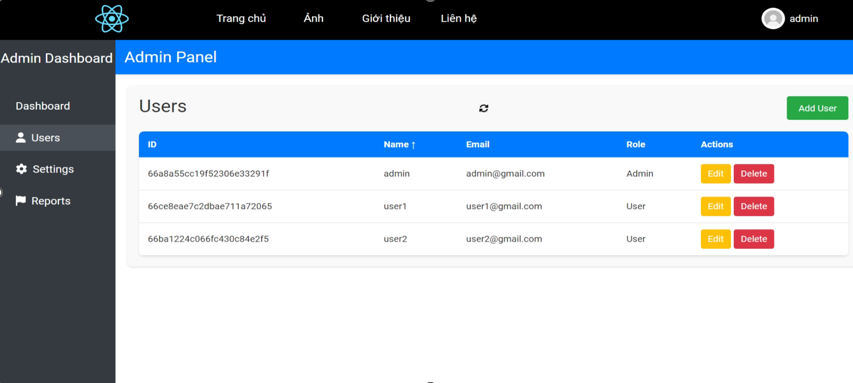 Trang chủ Ảnh Giới thiệu Liên hệ admin
Admin Dashboard
Admin Panel
Dashboard
Users
Settings
Reports
Users
Add User
ID Name ↑ Email Role Actions
66a8a55cc19f52306e33291f admin admin@gmail.com Admin Edit Delete
66ce8eae7c2dbae711a72065 user1 user1@gmail.com User Edit Delete
66ba1224c066fc430c84e2f5 user2 user2@gmail.com User Edit Delete